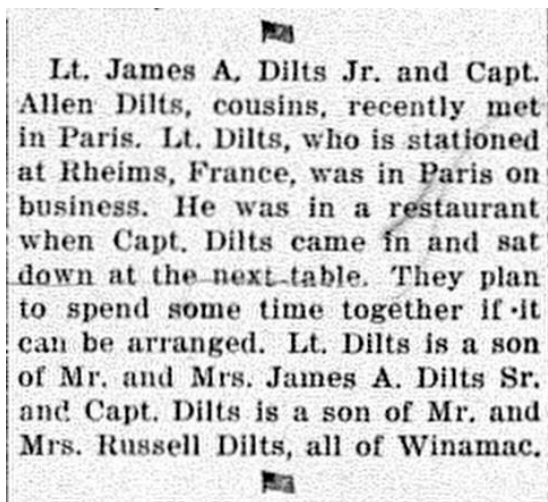 Lt. James A. Dilts Jr. and Capt.
Allen Dilts, cousins, recently met
in Paris. Lt. Dilts, who is stationed
at Rheims, France, was in Paris on
business. He was in a restaurant
when Capt. Dilts came in and sat
down at the next table. They plan
to spend some time together if it
can be arranged. Lt. Dilts is a son
of Mr. and Mrs. James A. Dilts Sr.
and Capt. Dilts is a son of Mr. and
Mrs. Russell Dilts, all of Winamac.